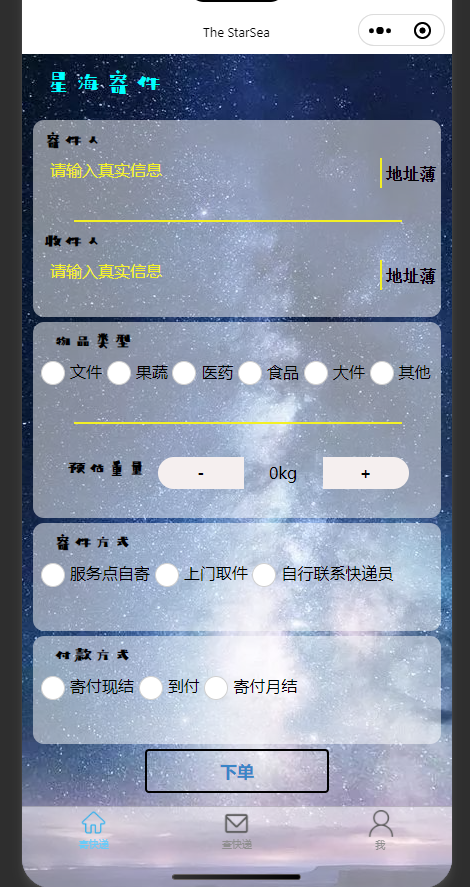 The StarSea
星海寄件
寄件人
请输入真实信息
地址薄
收件人
请输入真实信息
地址薄
物品类型
文件 果蔬 医药 食品 大件 其他
预估重量 - 0kg +
寄件方式
服务点自寄 上门取件 自行联系快递员
付款方式
寄付现结 到付 寄付月结
下单
寄快递 查快递 我